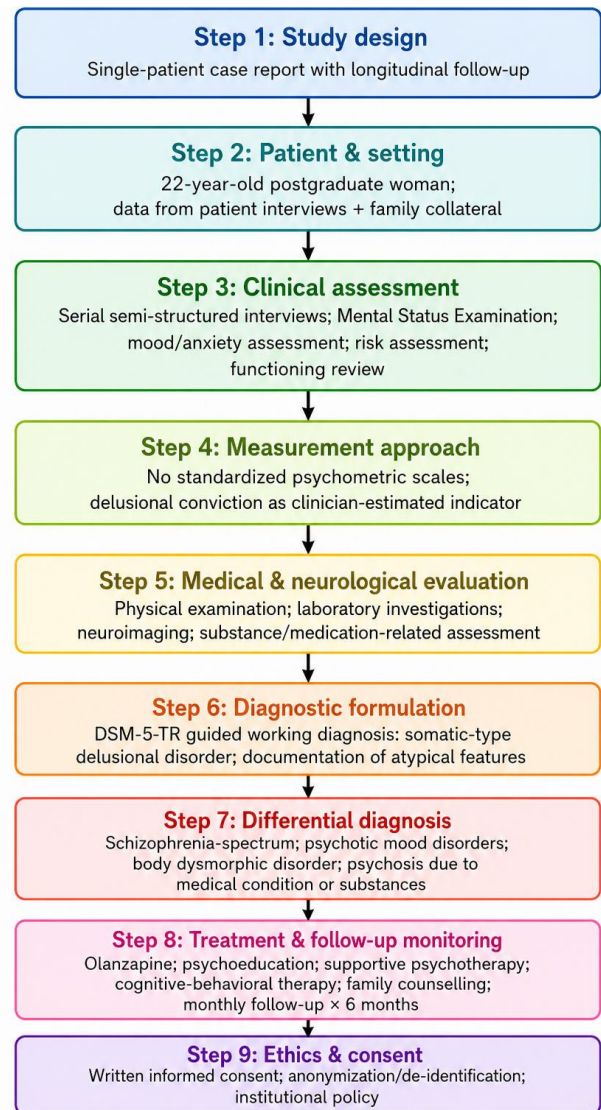 Step 1: Study design
Single-patient case report with longitudinal follow-up
Step 2: Patient & setting
22-year-old postgraduate woman;
data from patient interviews + family collateral
Step 3: Clinical assessment
Serial semi-structured interviews; Mental Status Examination;
mood/anxiety assessment; risk assessment;
functioning review
Step 4: Measurement approach
No standardized psychometric scales;
delusional conviction as clinician-estimated indicator
Step 5: Medical & neurological evaluation
Physical examination; laboratory investigations;
neuroimaging; substance/medication-related assessment
Step 6: Diagnostic formulation
DSM-5-TR guided working diagnosis: somatic-type
delusional disorder; documentation of atypical features
Step 7: Differential diagnosis
Schizophrenia-spectrum; psychotic mood disorders;
body dysmorphic disorder; psychosis due to
medical condition or substances
Step 8: Treatment & follow-up monitoring
Olanzapine; psychoeducation; supportive psychotherapy;
cognitive-behavioral therapy; family counselling;
monthly follow-up × 6 months
Step 9: Ethics & consent
Written informed consent; anonymization/de-identification;
institutional policy